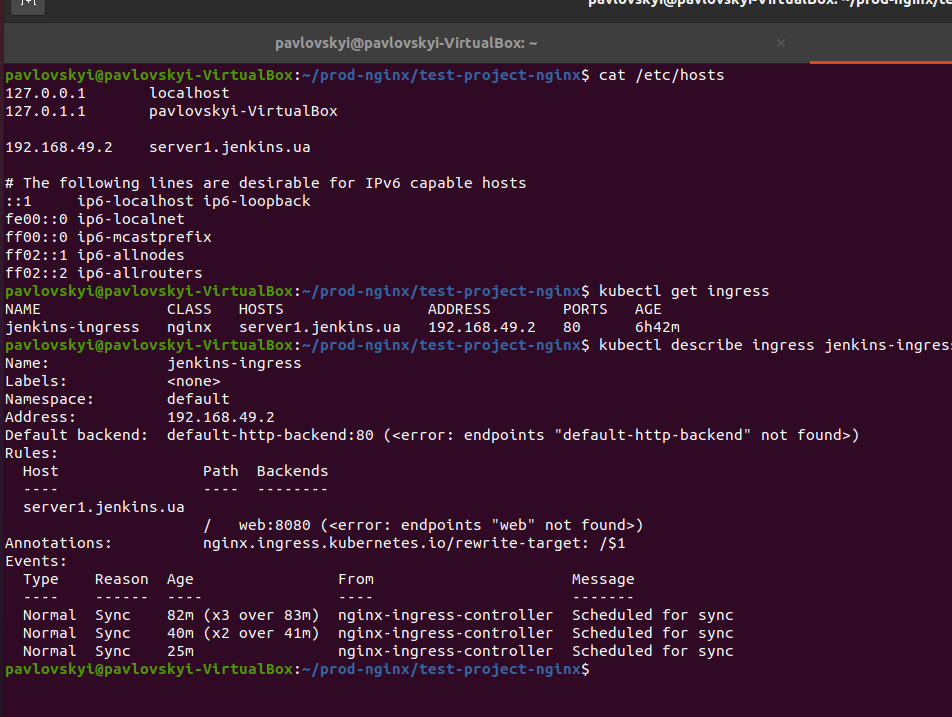 pavlovskyi@pavlovskyi-VirtualBox: ~
pavlovskyi@pavlovskyi-VirtualBox:~/prod-nginx/test-project-nginx$ cat /etc/hosts
127.0.0.1       localhost
127.0.1.1       pavlovskyi-VirtualBox
192.168.49.2    server1.jenkins.ua
# The following lines are desirable for IPv6 capable hosts
::1     ip6-localhost ip6-loopback
fe00::0 ip6-localnet
ff00::0 ip6-mcastprefix
ff02::1 ip6-allnodes
ff02::2 ip6-allrouters
pavlovskyi@pavlovskyi-VirtualBox:~/prod-nginx/test-project-nginx$ kubectl get ingress
NAME              CLASS   HOSTS                ADDRESS        PORTS   AGE
jenkins-ingress   nginx   server1.jenkins.ua   192.168.49.2   80      6h42m
pavlovskyi@pavlovskyi-VirtualBox:~/prod-nginx/test-project-nginx$ kubectl describe ingress jenkins-ingres
Name:             jenkins-ingress
Labels:           <none>
Namespace:        default
Address:          192.168.49.2
Default backend:  default-http-backend:80 (<error: endpoints "default-http-backend" not found>)
Rules:
  Host                Path  Backends
  ----                ----  --------
  server1.jenkins.ua
                      /   web:8080 (<error: endpoints "web" not found>)
Annotations:          nginx.ingress.kubernetes.io/rewrite-target: /$1
Events:
  Type    Reason  Age                From                      Message
  ----    ------  ----               ----                      -------
  Normal  Sync    82m (x3 over 83m)  nginx-ingress-controller  Scheduled for sync
  Normal  Sync    40m (x2 over 41m)  nginx-ingress-controller  Scheduled for sync
  Normal  Sync    25m                nginx-ingress-controller  Scheduled for sync
pavlovskyi@pavlovskyi-VirtualBox:~/prod-nginx/test-project-nginx$